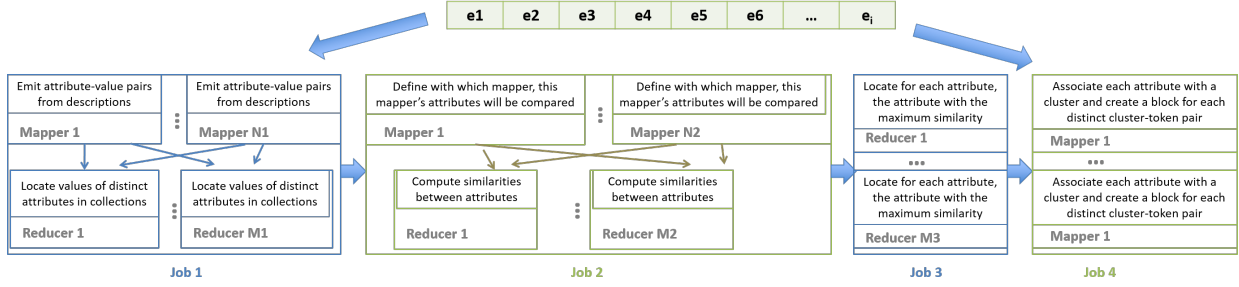 e1 e2 e3 e4 e5 e6 ... ei
Emit attribute-value pairs
from descriptions
Mapper 1
Emit attribute-value pairs
from descriptions
Mapper N1
Locate values of distinct
attributes in collections
Reducer 1
Locate values of distinct
attributes in collections
Reducer M1
Job 1
Define with which mapper, this
mapper's attributes will be compared
Mapper 1
Define with which mapper, this
mapper's attributes will be compared
Mapper N2
Compute similarities
between attributes
Reducer 1
Compute similarities
between attributes
Reducer M2
Job 2
Locate for each attribute,
the attribute with the
maximum similarity
Reducer 1
...
Locate for each attribute,
the attribute with the
maximum similarity
Reducer M3
Job 3
Associate each attribute with a
cluster and create a block for each
distinct cluster-token pair
Mapper 1
...
Associate each attribute with a
cluster and create a block for each
distinct cluster-token pair
Mapper 1
Job 4